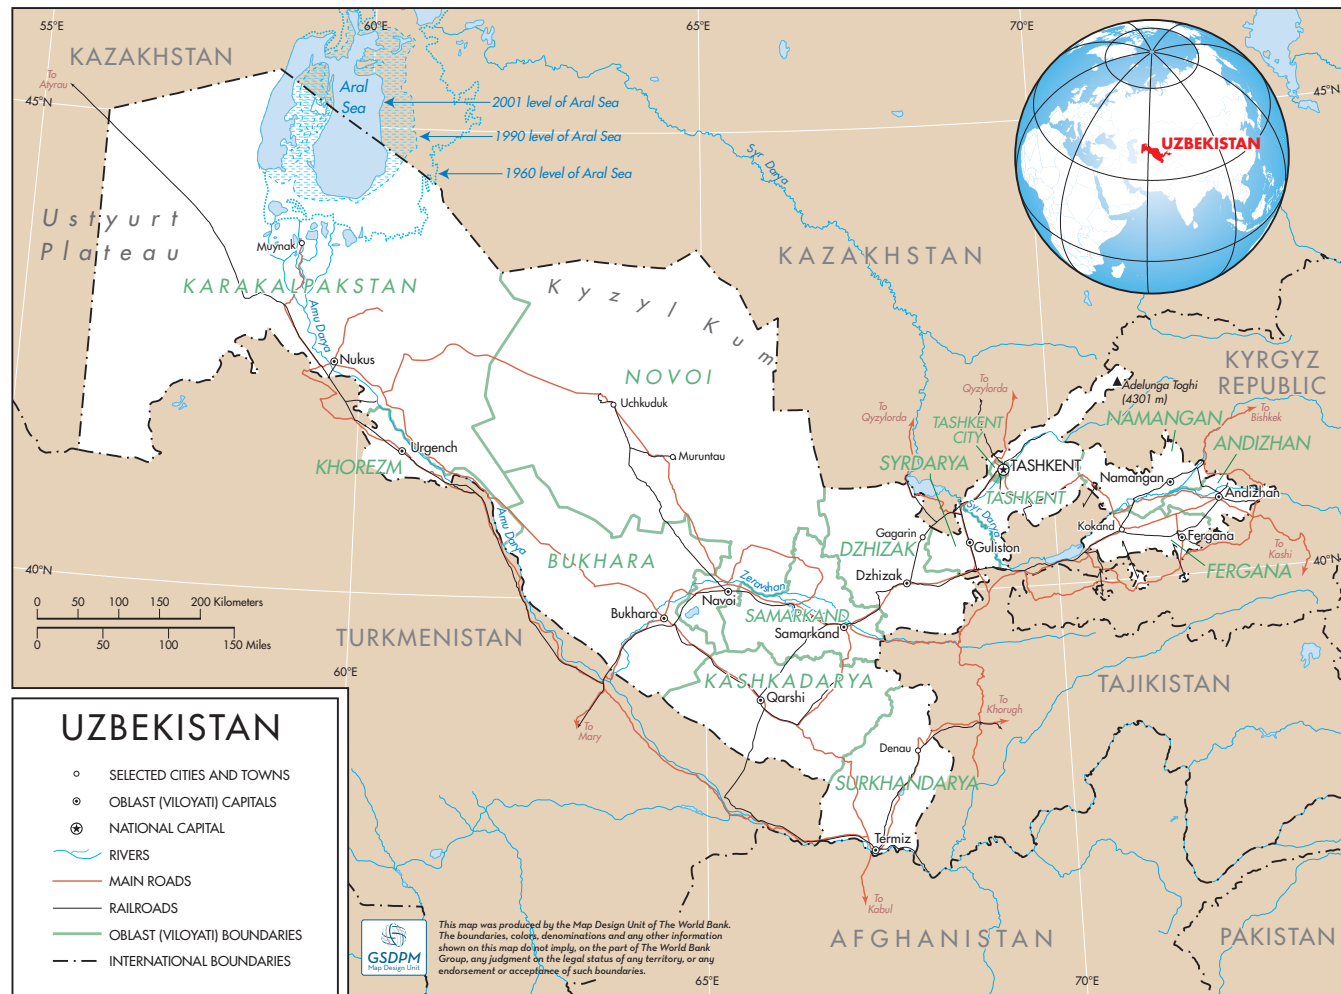 55°E
60°E
65°E
70°E
KAZAKHSTAN
To
Atyrau
45°N
45°N
Aral
Sea
2001 level of Aral Sea
1990 level of Aral Sea
1960 level of Aral Sea
Syr Darya
UZBEKISTAN
Ustyurt
Plateau
Muynak
KARAKALPAKSTAN
Amu Darya
KAZAKHSTAN
Kyzyl Kum
Nukus
NOVOI
Uchkuduk
To
Qyzylorda
To
Qyzylorda
Adelunga Toghi
(4301 m)
KYRGYZ
REPUBLIC
To
Bishkek
TASHKENT
CITY
NAMANGAN
ANDIZHAN
Urgench
KHOREZM
Muruntau
SYRDARYA
TASHKENT
TASHKENT
Namangan
Andizhan
Amu Darya
Syr Darya
Gagarin
Guliston
Kokand
Fergana
To
Kashi
FERGANA
BUKHARA
DZHIZAK
Dzhizak
40°N
40°N
Zeravshan
Navoi
Bukhara
SAMARKAND
Samarkand
0 50 100 150 200 Kilometers
0 50 100 150 Miles
TURKMENISTAN
60°E
KASHKADARYA
Qarshi
TAJIKISTAN
To
Khorugh
To
Mary
Denau
SURKHANDARYA
Termiz
To
Kabul
AFGHANISTAN
PAKISTAN
65°E
70°E
UZBEKISTAN
SELECTED CITIES AND TOWNS
OBLAST (VILOYATI) CAPITALS
NATIONAL CAPITAL
RIVERS
MAIN ROADS
RAILROADS
OBLAST (VILOYATI) BOUNDARIES
INTERNATIONAL BOUNDARIES
GSDPM
Map Design Unit
This map was produced by the Map Design Unit of The World Bank.
The boundaries, colors, denominations and any other information
shown on this map do not imply, on the part of The World Bank
Group, any judgment on the legal status of any territory, or any
endorsement or acceptance of such boundaries.